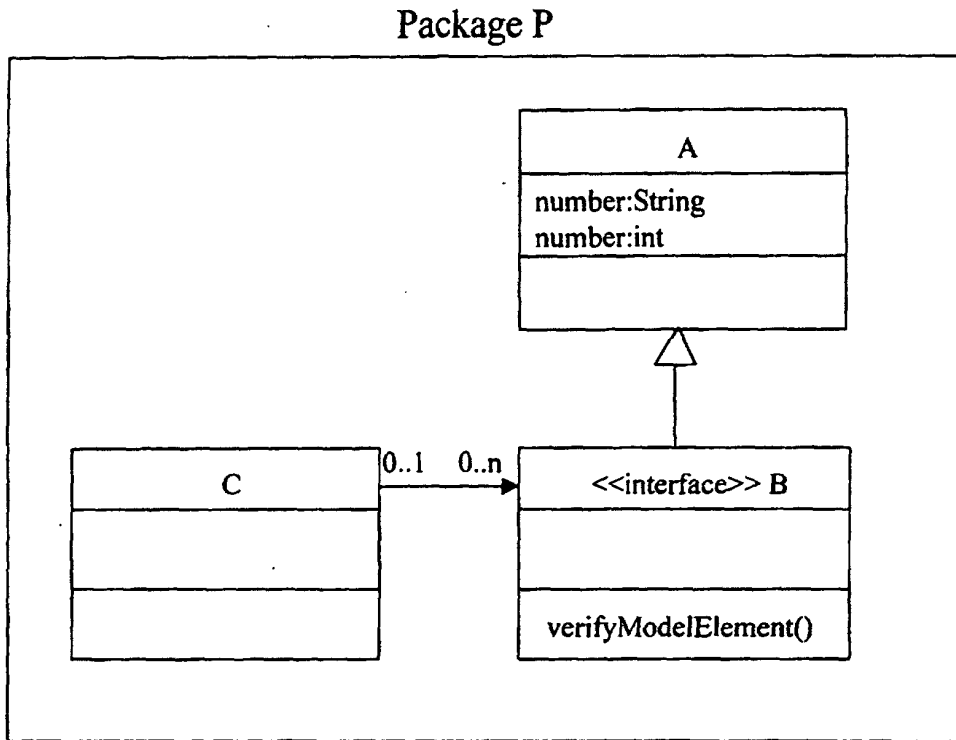 Package P
A
number:String
number:int
C
0..1 0..n
<<interface>> B
verifyModelElement()